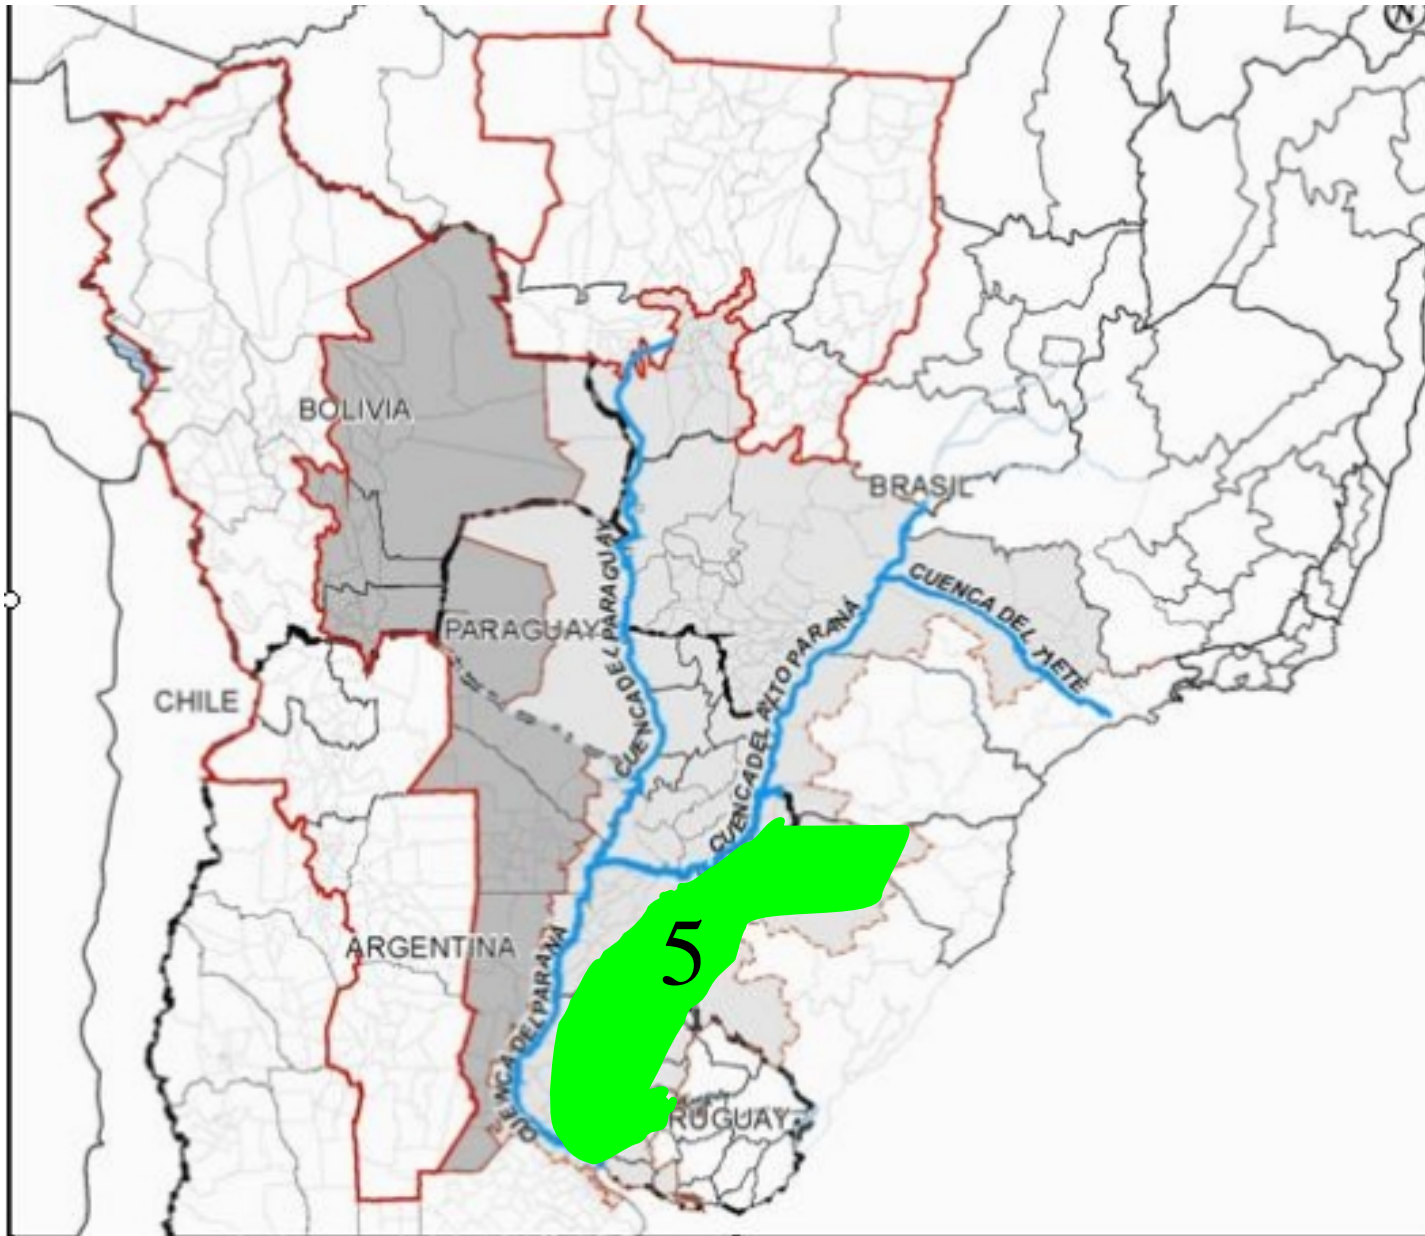 N
BOLIVIA
BRASIL
CUENCA DEL PARAGUAY
CUENCA DEL TIETE
PARAGUAY
CUENCA DEL ALTO PARANÁ
CHILE
5
ARGENTINA
CUENCA DEL PARANÁ
RUGUAY